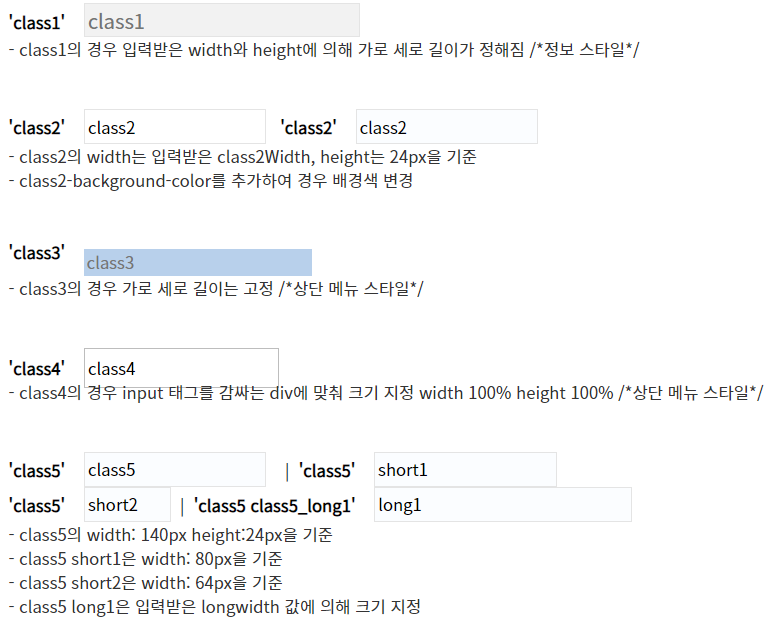 'class1' class1
- class1의 경우 입력받은 width와 height에 의해 가로 세로 길이가 정해짐 /*정보 스타일*/
'class2' class2 'class2' class2
- class2의 width는 입력받은 class2Width, height는 24px을 기준
- class2-background-color를 추가하여 경우 배경색 변경
'class3' class3
- class3의 경우 가로 세로 길이는 고정 /*상단 메뉴 스타일*/
'class4' class4
- class4의 경우 input 태그를 감싸는 div에 맞춰 크기 지정 width 100% height 100% /*상단 메뉴 스타일*/
'class5' class5 | 'class5' short1
'class5' short2 | 'class5 class5_long1' long1
- class5의 width: 140px height:24px을 기준
- class5 short1은 width: 80px을 기준
- class5 short2은 width: 64px을 기준
- class5 long1은 입력받은 longwidth 값에 의해 크기 지정